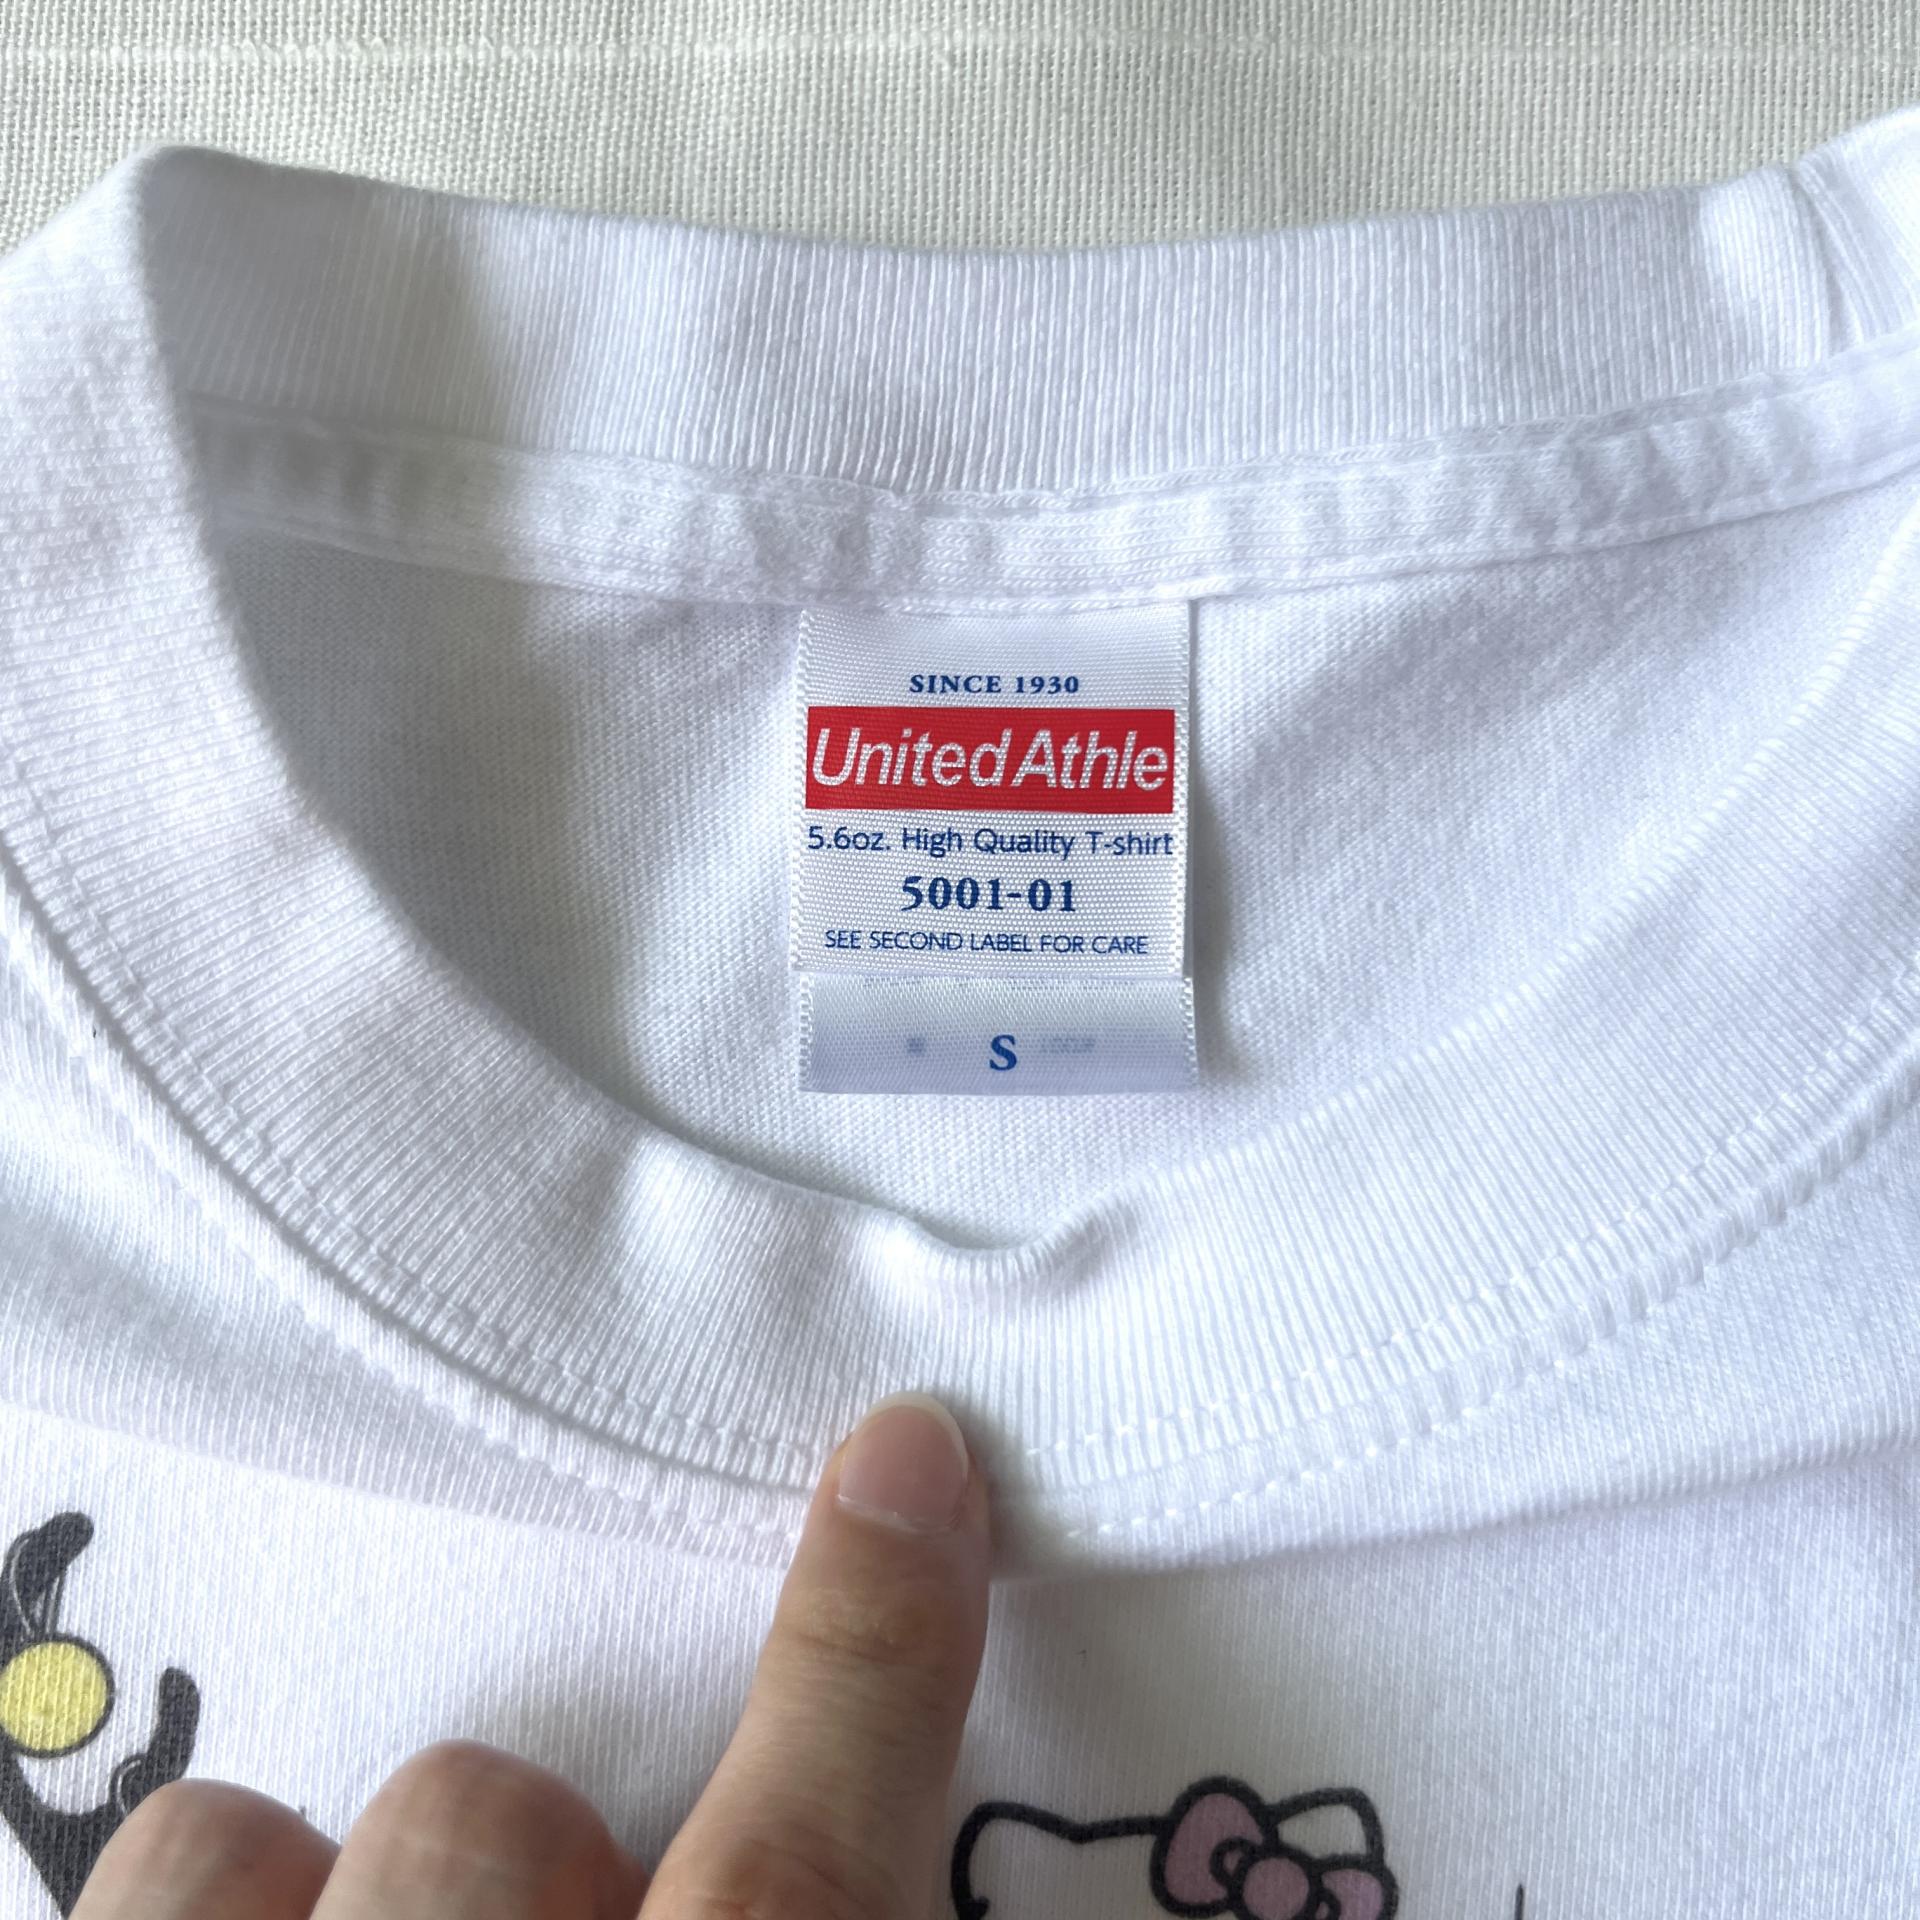 SINCE 1930
United Athle
5.6oz. High Quality T-shirt
5001-01
SEE SECOND LABEL FOR CARE
S